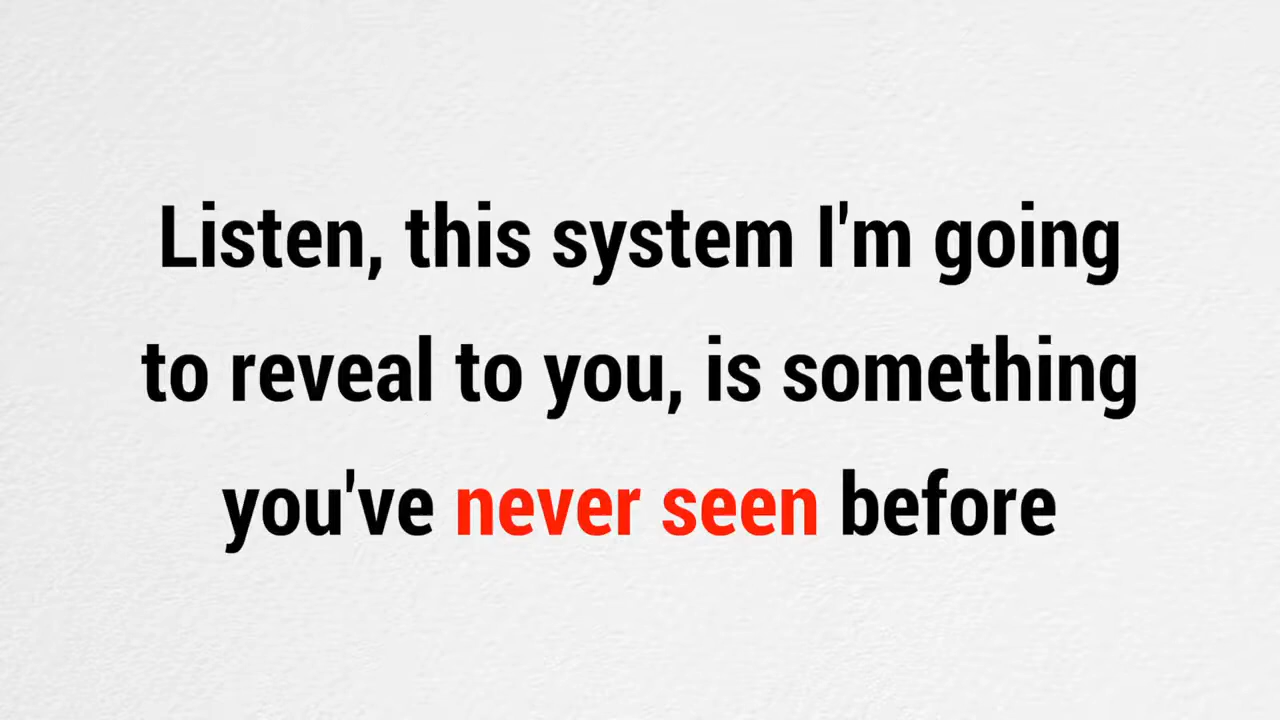 Listen, this system I'm going
to reveal to you, is something
you've never seen before